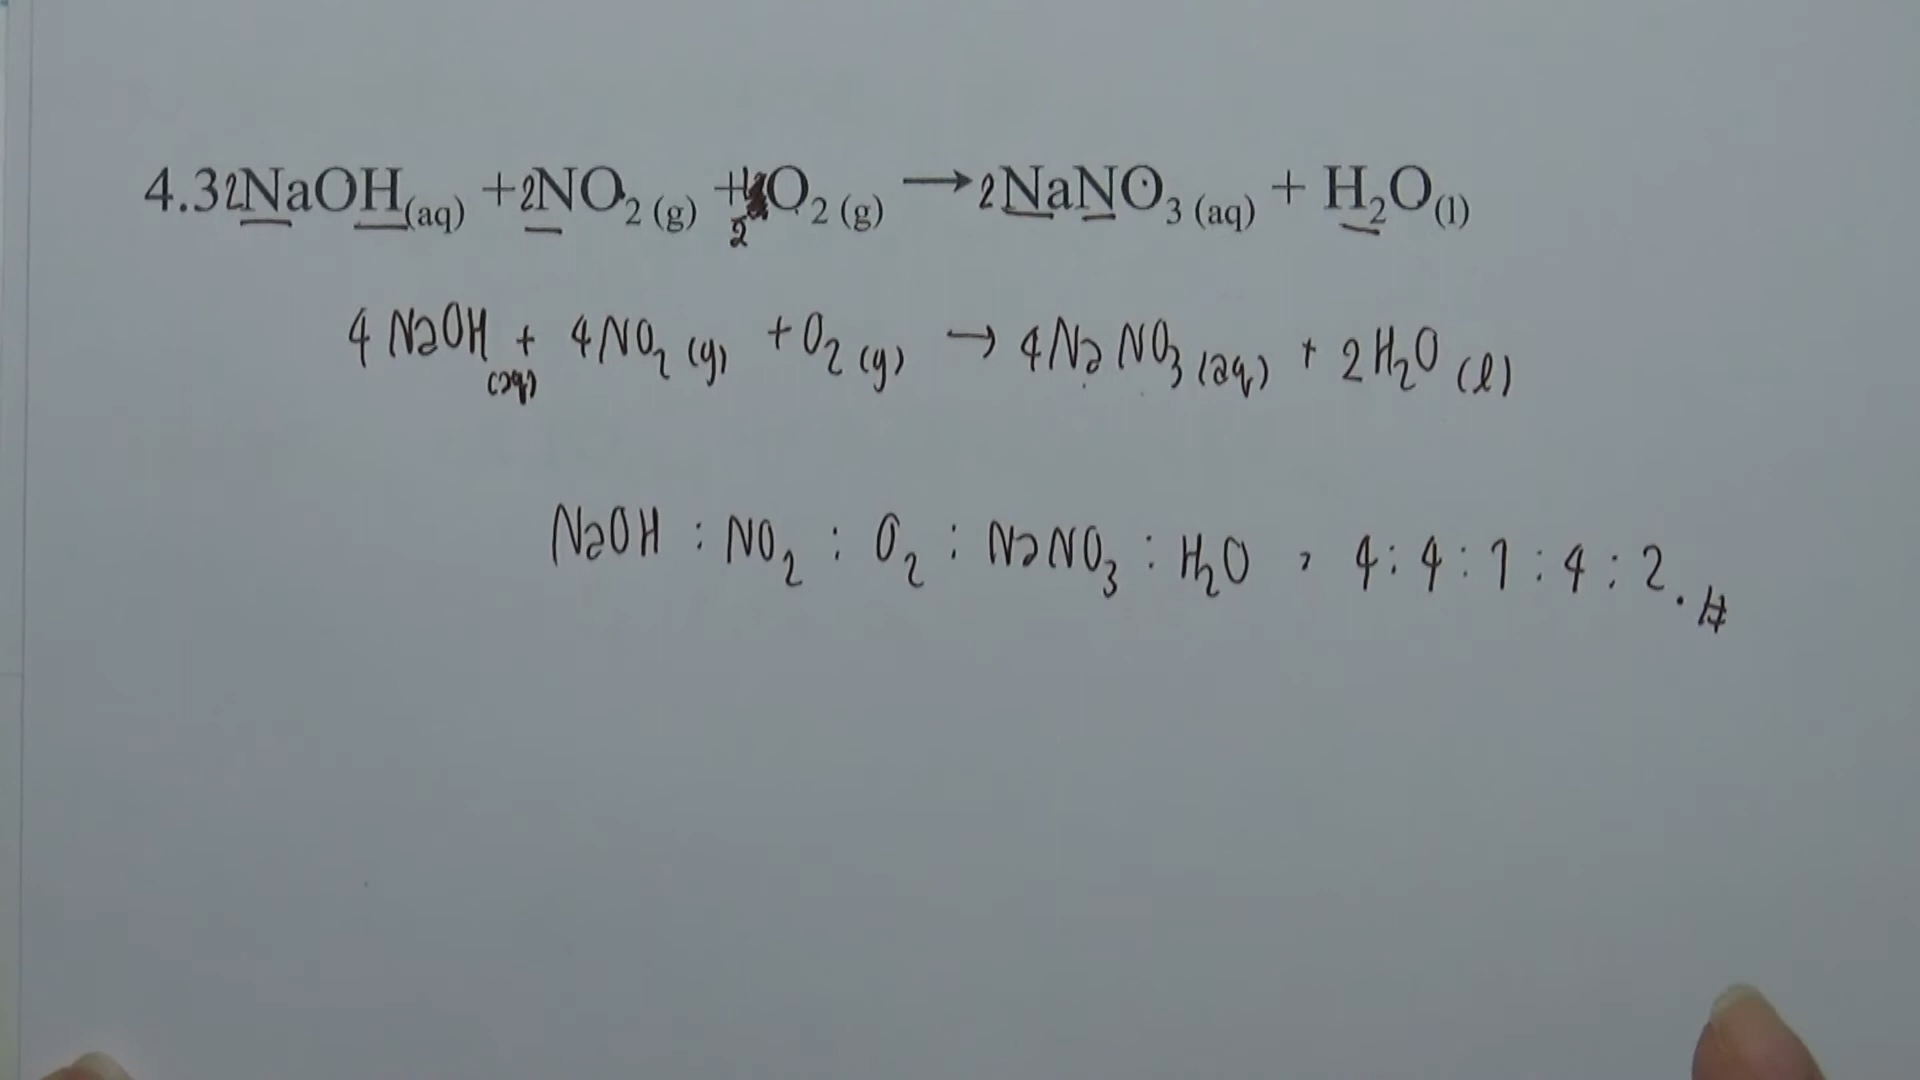 4.3 2NaOH(aq) + 2NO2 (g) + 1/2 O2 (g) → 2NaNO3 (aq) + H2O(l)
4 NaOH (aq) + 4NO2 (g) + O2 (g) → 4NaNO3 (aq) + 2H2O (l)
NaOH : NO2 : O2 : NaNO3 : H2O , 4 : 4 : 1 : 4 : 2 . #